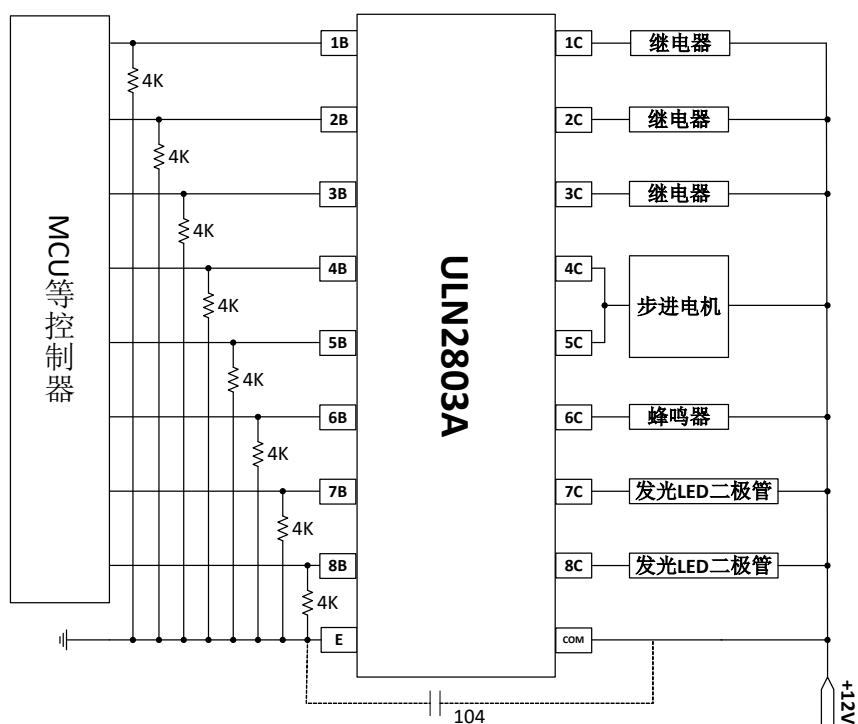 1B
1C
继电器
4K
2B
2C
继电器
4K
3B
3C
继电器
4K
MCU等控制器
ULN2803A
4B
4C
4K
步进电机
5B
5C
4K
6B
6C
蜂鸣器
4K
7B
7C
发光LED二极管
4K
8B
8C
发光LED二极管
4K
E
COM
104
+12V